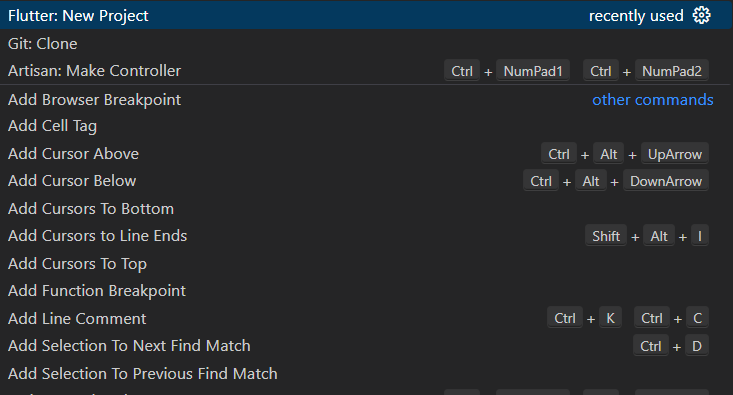 Flutter: New Project recently used
Git: Clone
Artisan: Make Controller Ctrl + NumPad1 Ctrl + NumPad2
Add Browser Breakpoint other commands
Add Cell Tag
Add Cursor Above Ctrl + Alt + UpArrow
Add Cursor Below Ctrl + Alt + DownArrow
Add Cursors To Bottom
Add Cursors to Line Ends Shift + Alt + I
Add Cursors To Top
Add Function Breakpoint
Add Line Comment Ctrl + K Ctrl + C
Add Selection To Next Find Match Ctrl + D
Add Selection To Previous Find Match